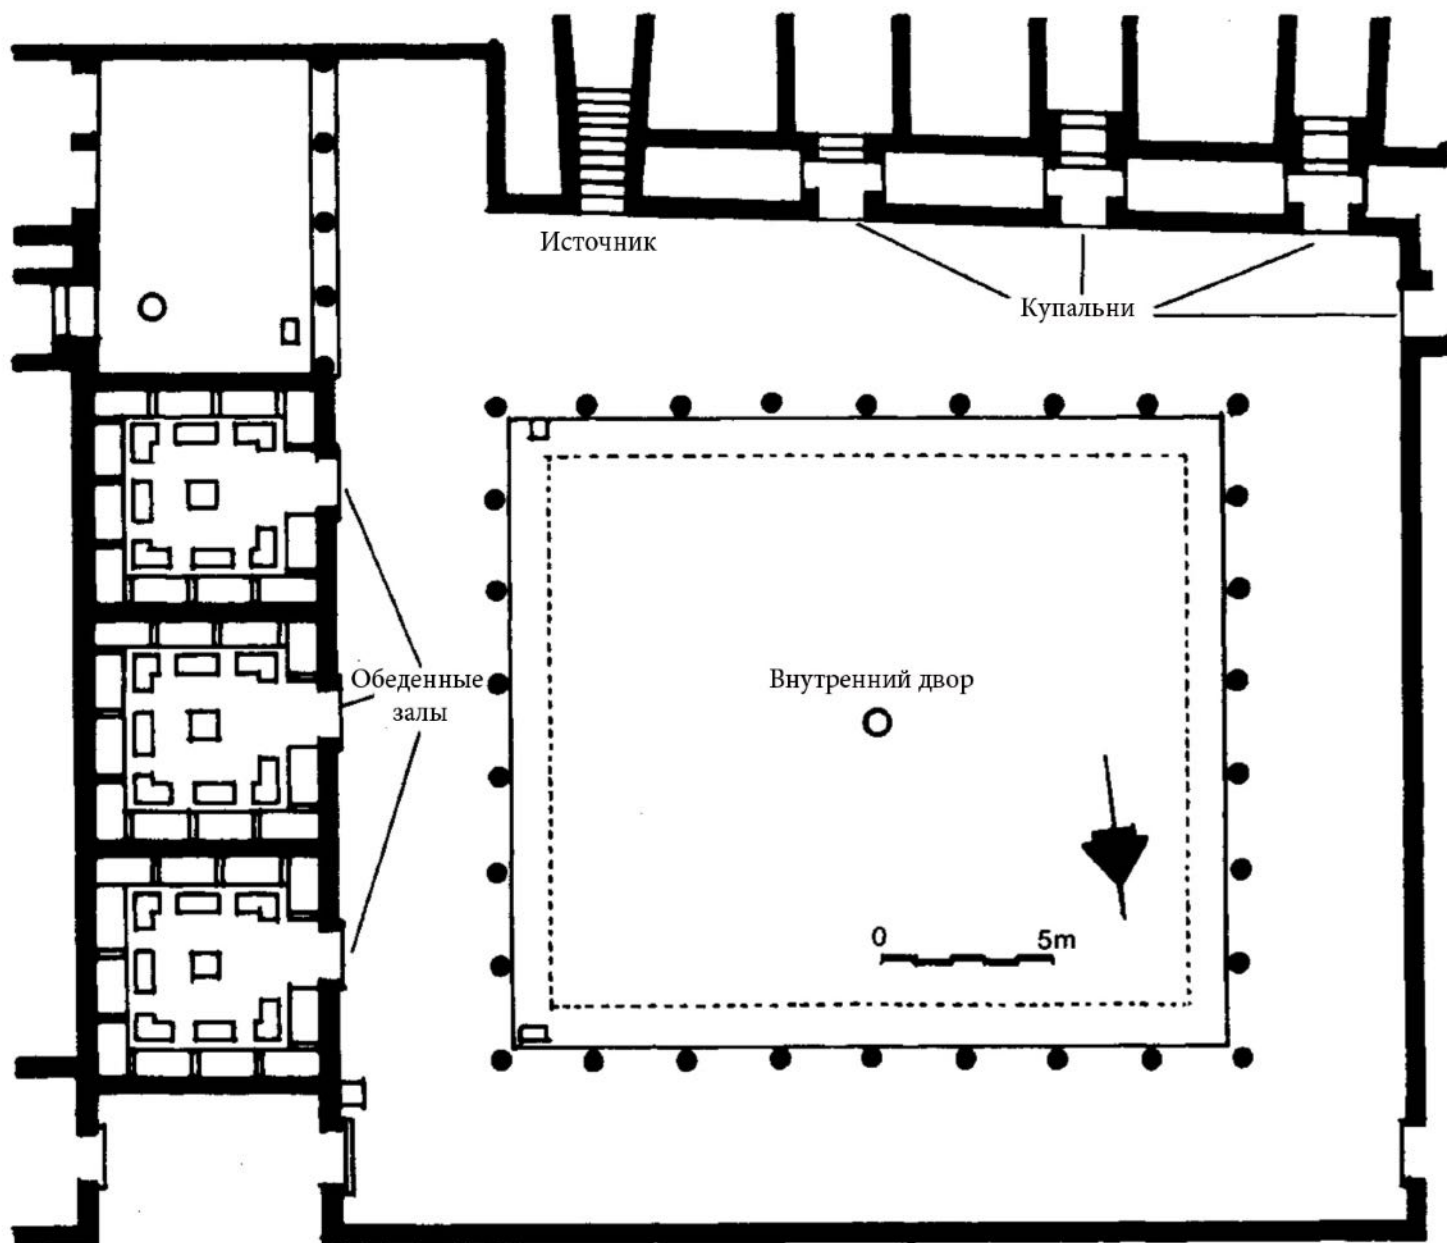 Источник
Купальни
Обеденные
залы
Внутренний двор
0 5m